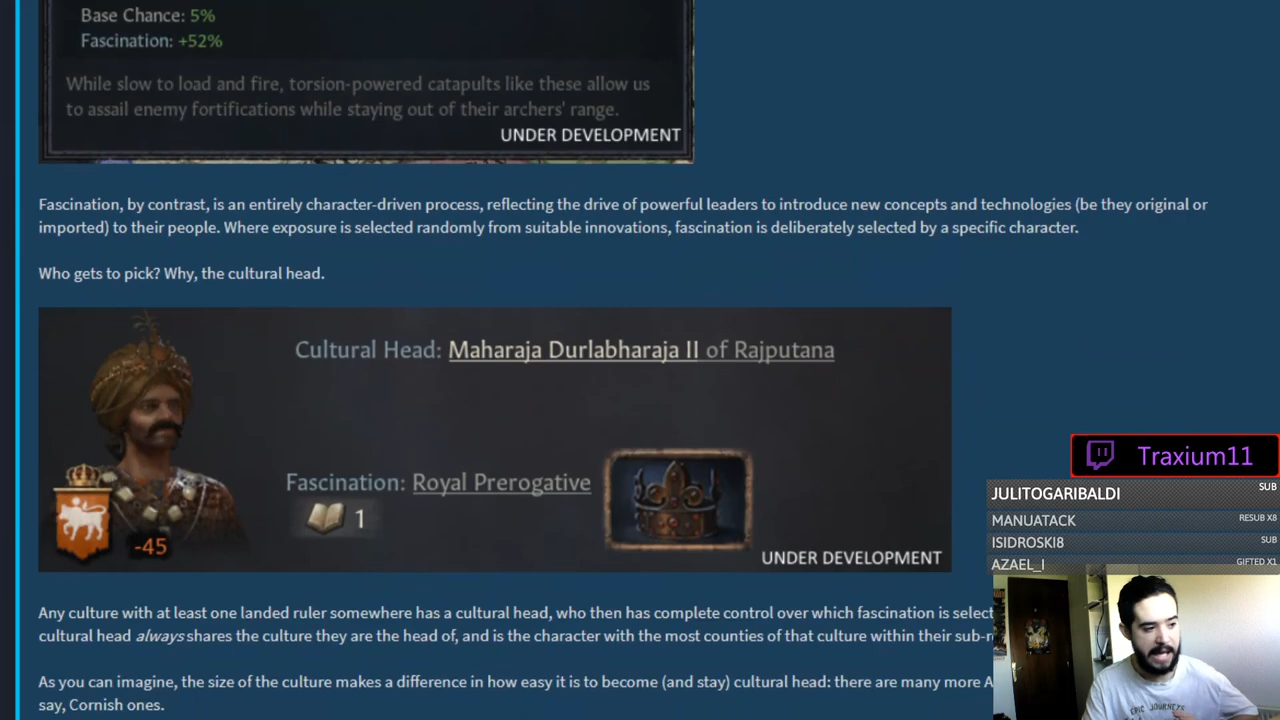 Base Chance: 5%
Fascination: +52%
While slow to load and fire, torsion-powered catapults like these allow us
to assail enemy fortifications while staying out of their archers' range.
UNDER DEVELOPMENT
Fascination, by contrast, is an entirely character-driven process, reflecting the drive of powerful leaders to introduce new concepts and technologies (be they original or
imported) to their people. Where exposure is selected randomly from suitable innovations, fascination is deliberately selected by a specific character.
Who gets to pick? Why, the cultural head.
Cultural Head: Maharaja Durlabharaja II of Rajputana
Fascination: Royal Prerogative
1
-45
UNDER DEVELOPMENT
Traxium11
JULITOGARIBALDI SUB
MANUATACK RESUB X8
ISIDROSKI8 SUB
AZAEL_I GIFTED X1
Any culture with at least one landed ruler somewhere has a cultural head, who then has complete control over which fascination is select
cultural head always shares the culture they are the head of, and is the character with the most counties of that culture within their sub-r
As you can imagine, the size of the culture makes a difference in how easy it is to become (and stay) cultural head: there are many more A
say, Cornish ones.
EPIC JOURNEYS